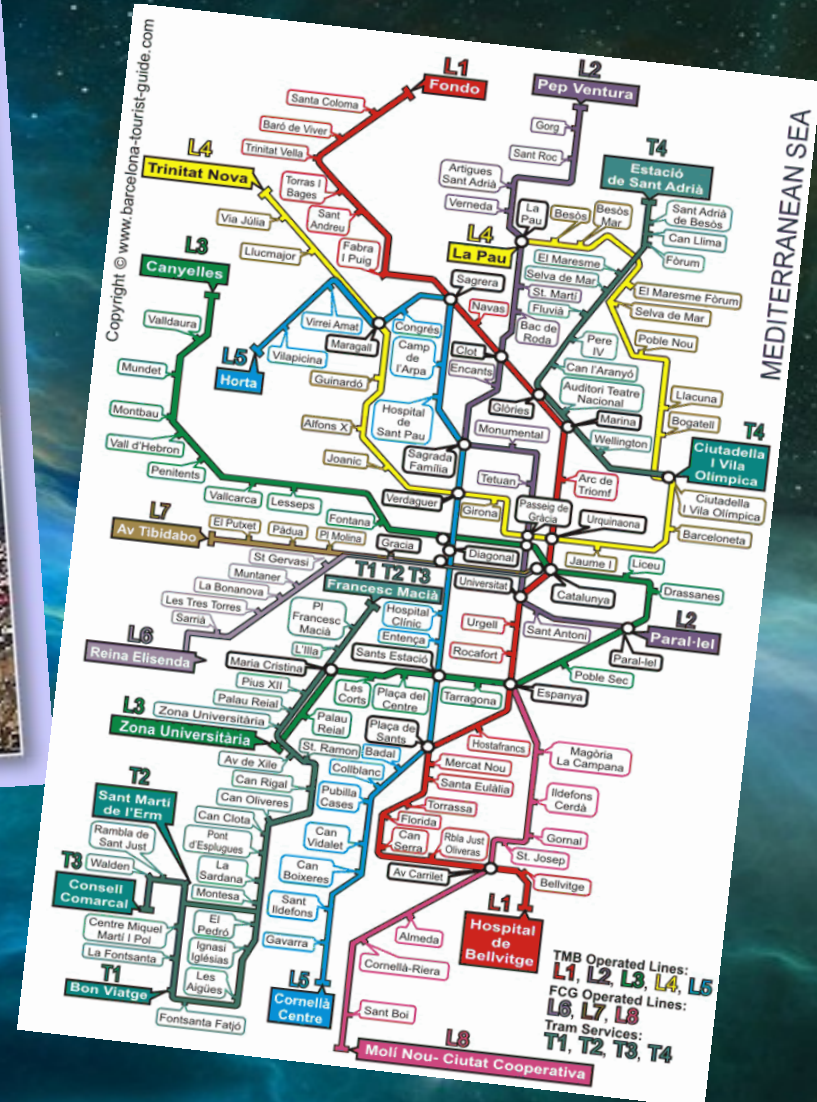 Copyright © www.barcelona-tourist-guide.com
MEDITERRANEAN SEA
L1
Fondo
Santa Coloma
Baró de Viver
Trinitat Vella
Torras I
Bages
Sant
Andreu
Fabra
I Puig
L2
Pep Ventura
Gorg
Sant Roc
Artigues
Sant Adrià
Verneda
La
Pau
T4
Estació
de Sant Adrià
Sant Adrià
de Besòs
Can Llima
Fòrum
L4
Trinitat Nova
Via Júlia
Llucmajor
L4
La Pau
Besòs
Besòs
Mar
El Maresme
Selva de Mar
St. Martí
Fluvià
Bac de
Roda
El Maresme Fòrum
Selva de Mar
Poble Nou
L3
Canyelles
Valldaura
Mundet
Montbau
Vall d'Hebron
Penitents
Vallcarca
Lesseps
Fontana
Sagrera
Navas
Congrés
Virrei Amat
Maragall
Vilapicina
L5
Horta
Camp
de
l'Arpa
Clot
Encants
Pere
IV
Can l'Aranyó
Auditori Teatre
Nacional
Glòries
Marina
Wellington
Llacuna
Bogatell
T4
Ciutadella
I Vila
Olímpica
Ciutadella
I Vila Olímpica
Barceloneta
Guinardó
Alfons X
Joanic
Hospital
de
Sant Pau
Sagrada
Família
Monumental
Tetuan
Arc de
Triomf
Verdaguer
Girona
Passeig de
Gràcia
Urquinaona
Jaume I
Liceu
Drassanes
L7
Av Tibidabo
El Putxet
Pàdua
Pl Molina
Gracia
Diagonal
St Gervasi
Muntaner
La Bonanova
Les Tres Torres
Sarrià
L6
Reina Elisenda
T1 T2 T3
Francesc Macià
Pl
Francesc
Macià
L'Illa
Hospital
Clínic
Entença
Universitat
Catalunya
Urgell
Rocafort
Sant Antoni
L2
Paral·lel
Paral-lel
Poble Sec
Maria Cristina
Sants Estació
Pius XII
Palau Reial
Zona Universitària
L3
Zona Universitària
Les
Corts
Plaça del
Centre
Tarragona
Espanya
Palau
Reial
Plaça de
Sants
Hostafrancs
Mercat Nou
Santa Eulàlia
Torrassa
Florida
Can
Serra
Rbla Just
Oliveras
Magòria
La Campana
Ildefons
Cerdà
Gornal
St. Josep
Av Carrilet
Bellvitge
L1
Hospital
de
Bellvitge
St. Ramon
Badal
Collblanc
Av de Xile
Can Rigal
Can Oliveres
Can Clota
Pont
d'Esplugues
La
Sardana
Montesa
El
Pedró
Ignasi
Iglésias
Les
Aigües
Pubilla
Cases
Can
Vidalet
Can
Boixeres
Sant
Ildefons
Gavarra
L5
Cornellà
Centre
T2
Sant Martí
de l'Erm
Rambla de
Sant Just
T3
Walden
Consell
Comarcal
Centre Miquel
Martí I Pol
La Fontsanta
T1
Bon Viatge
Fontsanta Fatjó
Almeda
Cornellà-Riera
Sant Boi
L8
Molí Nou- Ciutat Cooperativa
TMB Operated Lines:
L1, L2, L3, L4, L5
FCG Operated Lines:
L6, L7, L8
Tram Services:
T1, T2, T3, T4